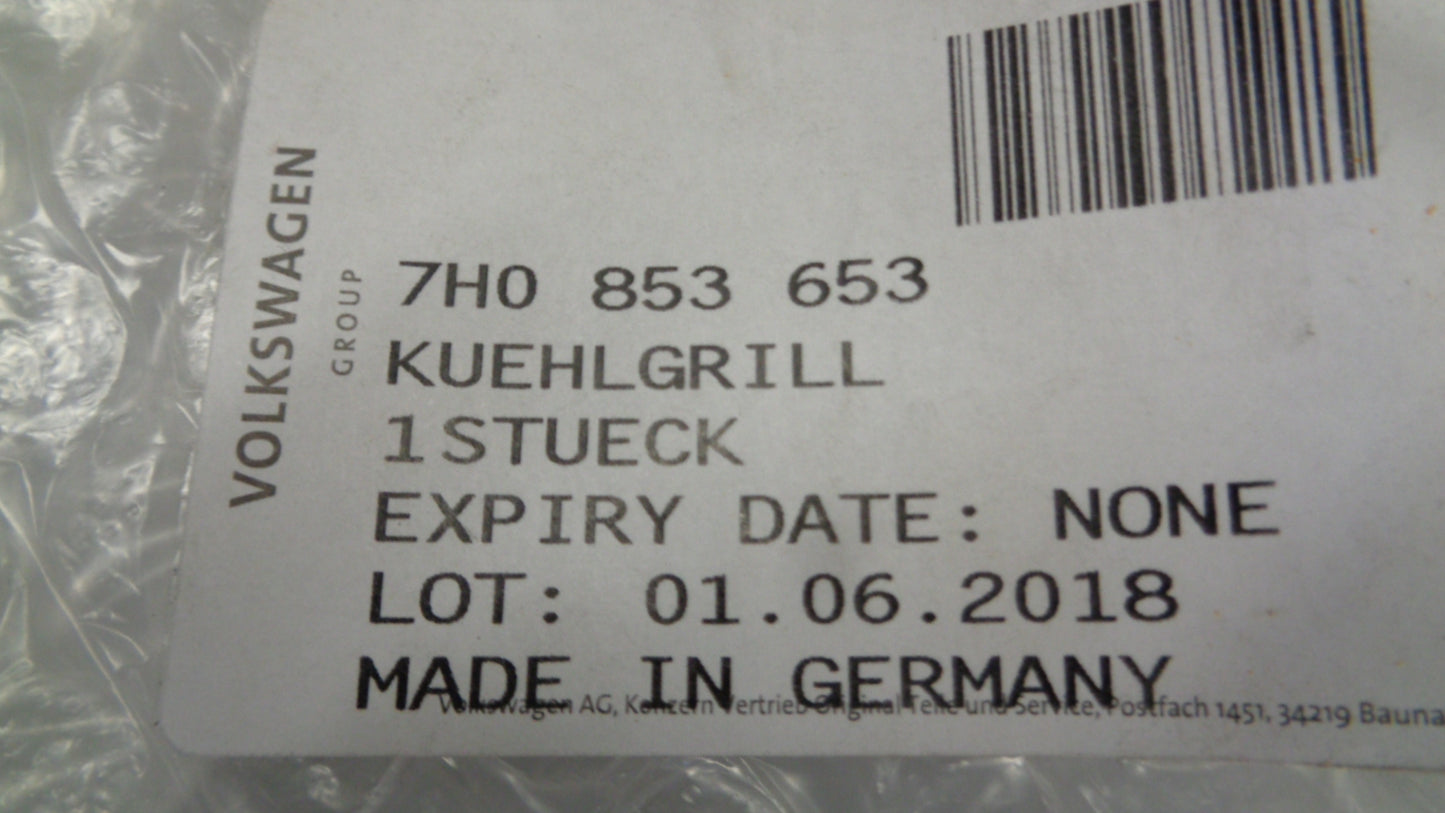 VOLKSWAGEN
GROUP
7H0 853 653
KUEHLGRILL
1STUECK
EXPIRY DATE: NONE
LOT: 01.06.2018
MADE IN GERMANY
Volkswagen AG, Konzern Vertrieb Original Teile und Service, Postfach 1451, 34219 Bauna